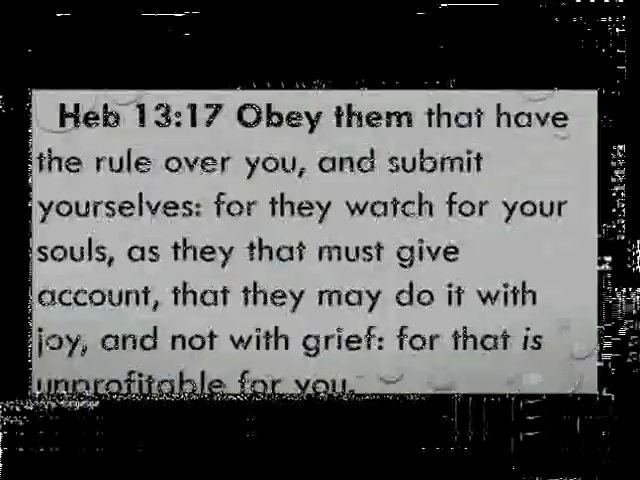 Heb 13:17 Obey them that have
the rule over you, and submit
yourselves: for they watch for your
souls, as they that must give
account, that they may do it with
joy, and not with grief: for that is
unprofitable for you.